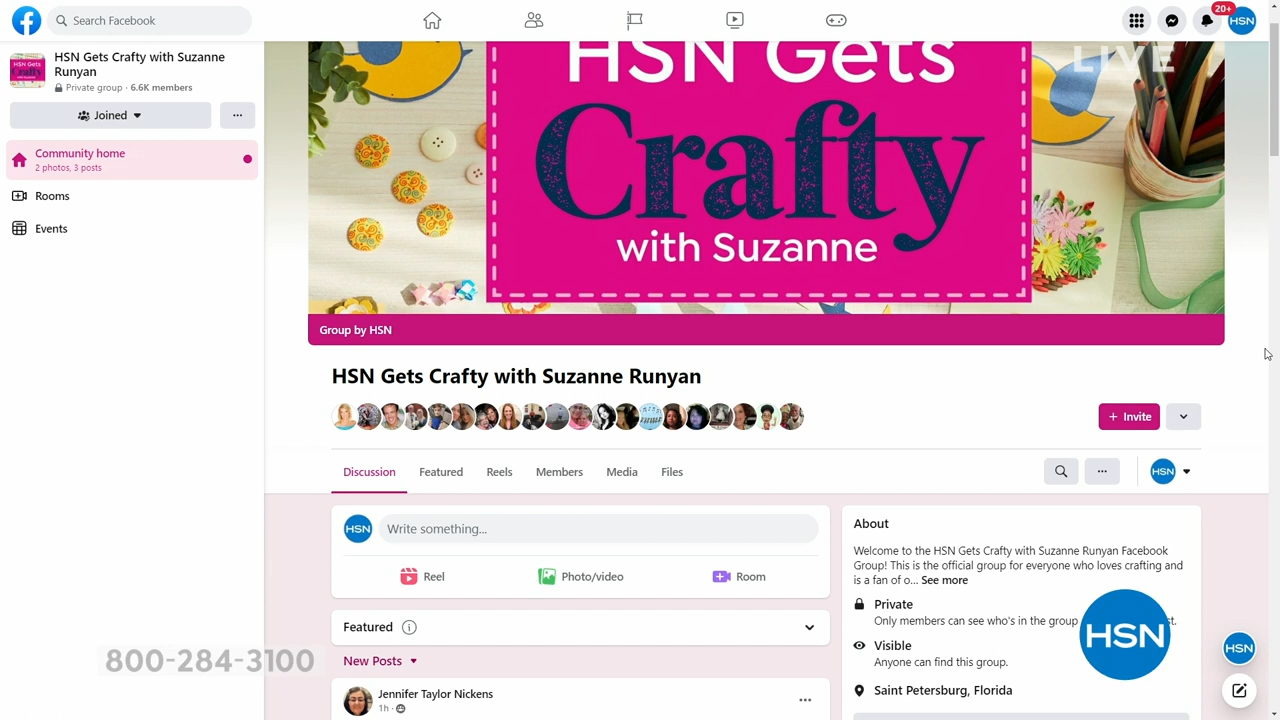 Search Facebook
20+
HSN
HSN Gets Crafty with Suzanne Runyan
Private group · 6.6K members
Joined
Community home
2 photos, 3 posts
Rooms
Events
HSN Gets
Crafty
with Suzanne
LIVE
Group by HSN
HSN Gets Crafty with Suzanne Runyan
+ Invite
Discussion
Featured
Reels
Members
Media
Files
HSN
HSN
Write something...
Reel
Photo/video
Room
Featured
New Posts
Jennifer Taylor Nickens
1h ·
About
Welcome to the HSN Gets Crafty with Suzanne Runyan Facebook
Group! This is the official group for everyone who loves crafting and
is a fan of o... See more
Private
Only members can see who's in the group
Visible
Anyone can find this group.
Saint Petersburg, Florida
HSN
HSN
800-284-3100